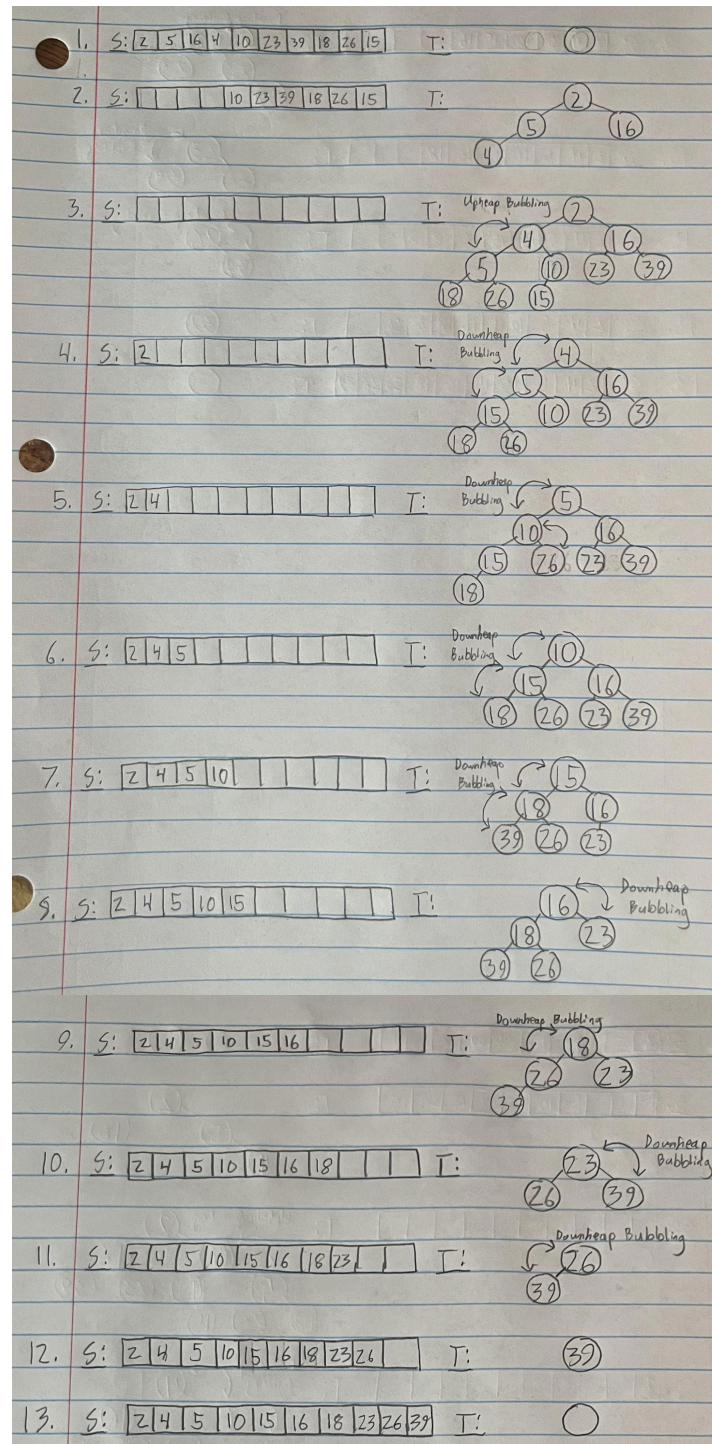 1. S: 2 5 16 4 10 23 39 18 26 15 T:
2. S: 10 23 39 18 26 15 T: 2
5 16
4
3. S: T: Upheap Bubbling 2
4 16
5 10 23 39
18 26 15
4. S: 2 T: Downheap Bubbling 4
5 16
15 10 23 39
18 26
5. S: 2 4 T: Downheap Bubbling 5
10 16
15 26 23 39
18
6. S: 2 4 5 T: Downheap Bubbling 10
15 16
18 26 23 39
7. S: 2 4 5 10 T: Downheap Bubbling 15
18 16
39 26 23
8. S: 2 4 5 10 15 T: 16 Downheap Bubbling
18 23
39 26
9. S: 2 4 5 10 15 16 T: Downheap Bubbling 18
26 23
39
10. S: 2 4 5 10 15 16 18 T: 23 Downheap Bubbling
26 39
11. S: 2 4 5 10 15 16 18 23 T: Downheap Bubbling 26
39
12. S: 2 4 5 10 15 16 18 23 26 T: 39
13. S: 2 4 5 10 15 16 18 23 26 39 T: